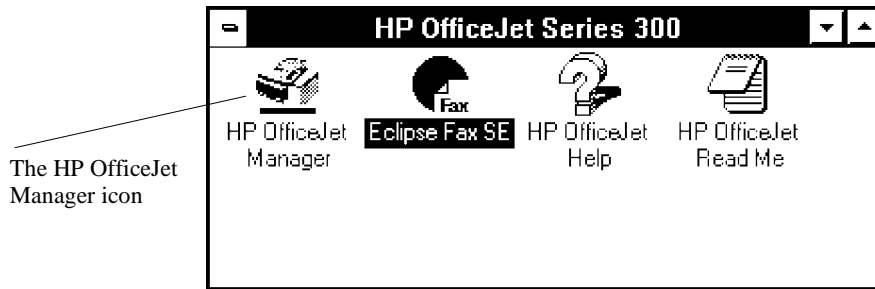 HP OfficeJet Series 300
Fax
HP OfficeJet
Manager
Eclipse Fax SE
HP OfficeJet
Help
HP OfficeJet
Read Me
The HP OfficeJet
Manager icon